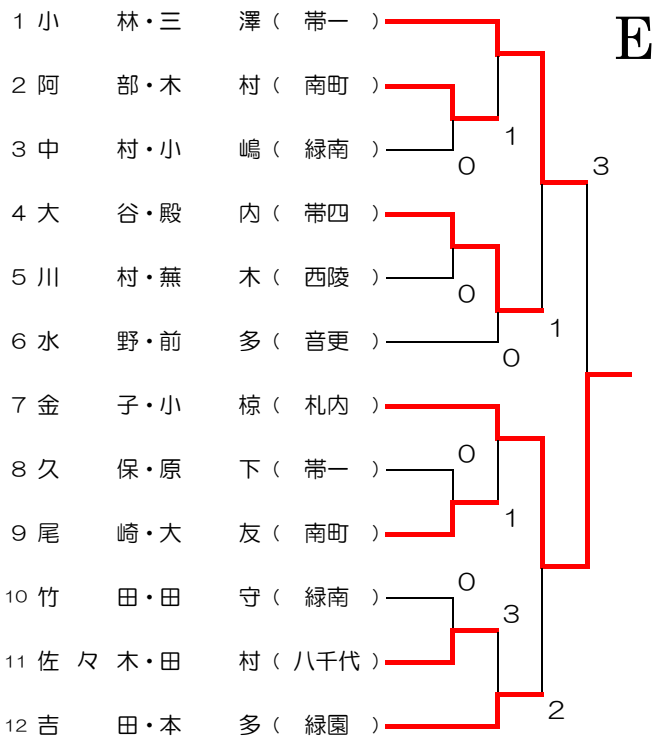 E
1 小 林・三 澤 ( 帯一 )
2 阿 部・木 村 ( 南町 )
1
3 中 村・小 嶋 ( 緑南 )
0
3
4 大 谷・殿 内 ( 帯四 )
5 川 村・蕪 木 ( 西陵 )
0
1
6 水 野・前 多 ( 音更 )
0
7 金 子・小 椋 ( 札内 )
0
8 久 保・原 下 ( 帯一 )
1
9 尾 崎・大 友 ( 南町 )
0
10 竹 田・田 守 ( 緑南 )
3
11 佐 々 木・田 村 ( 八千代 )
2
12 吉 田・本 多 ( 緑園 )